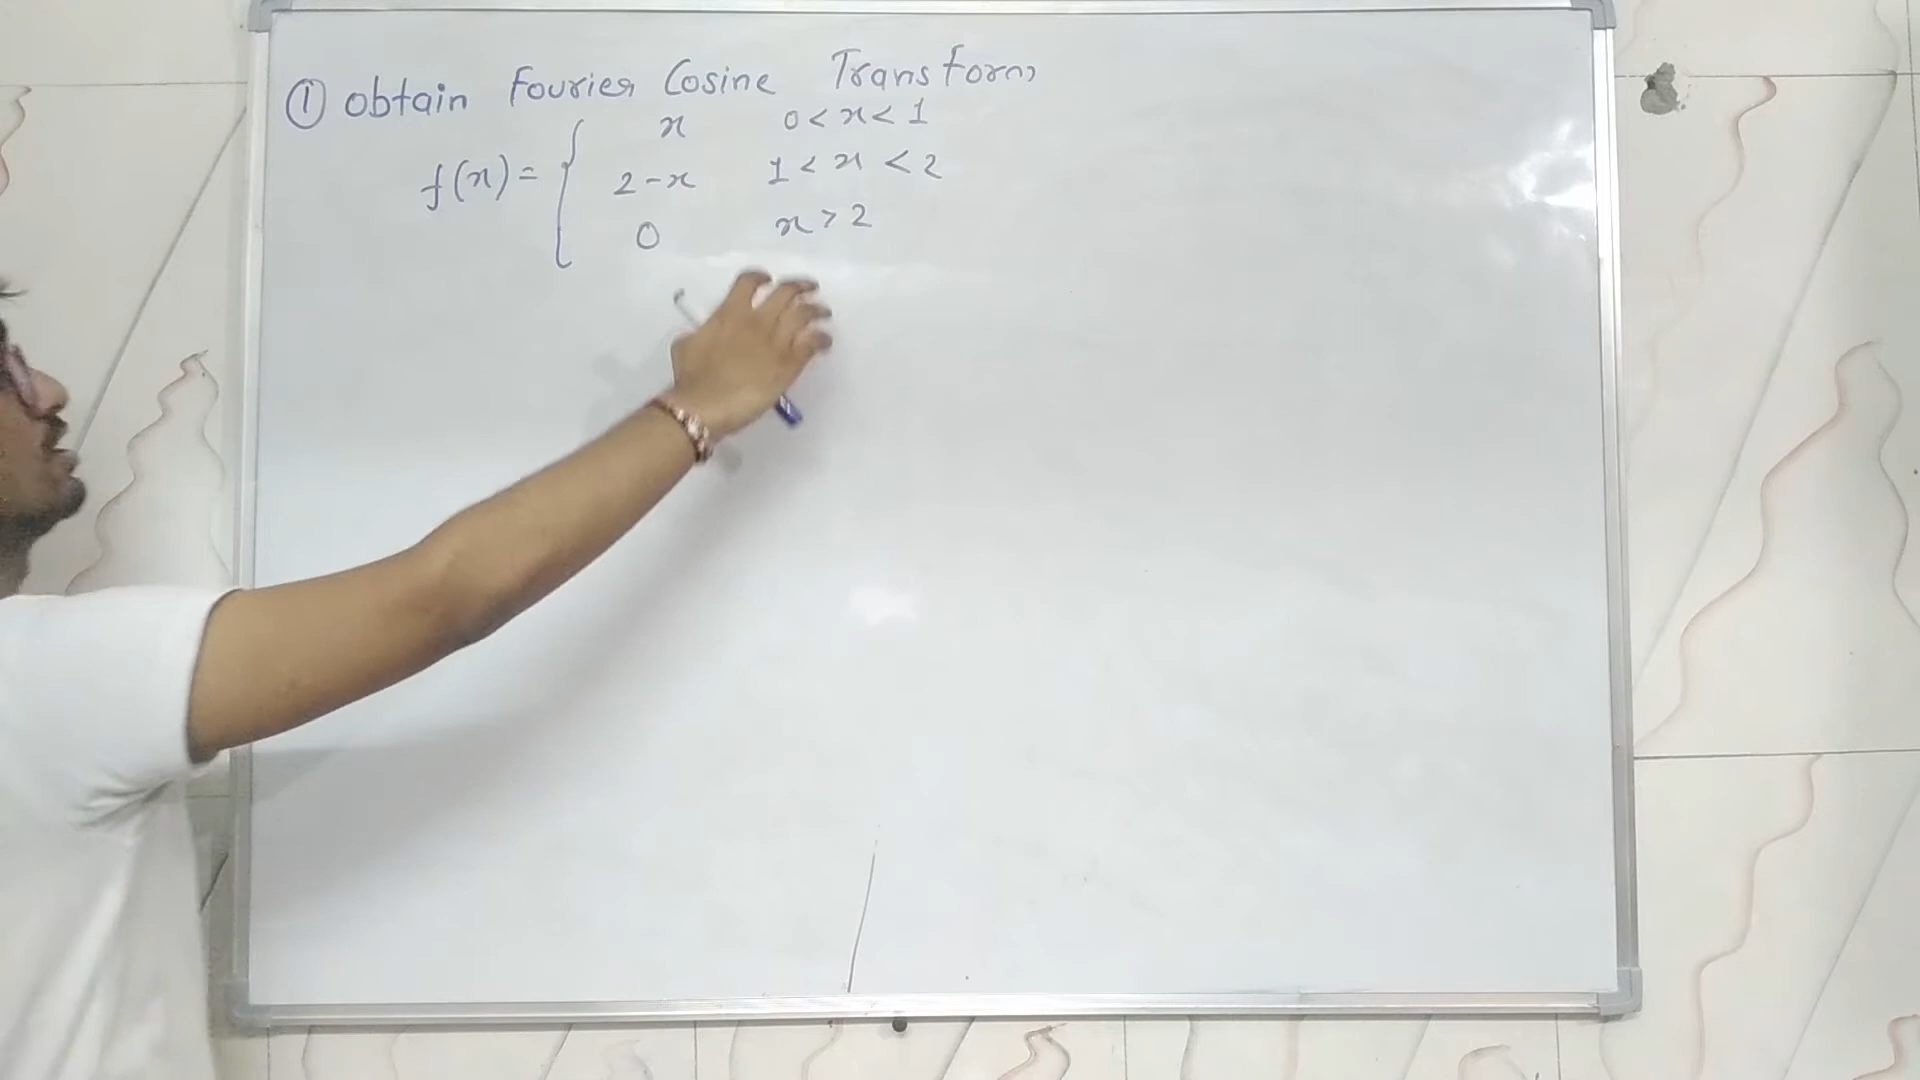 ① obtain Fourier Cosine Transform
x 0 < x < 1
f(x) = { 2-x 1 < x < 2
0 x > 2